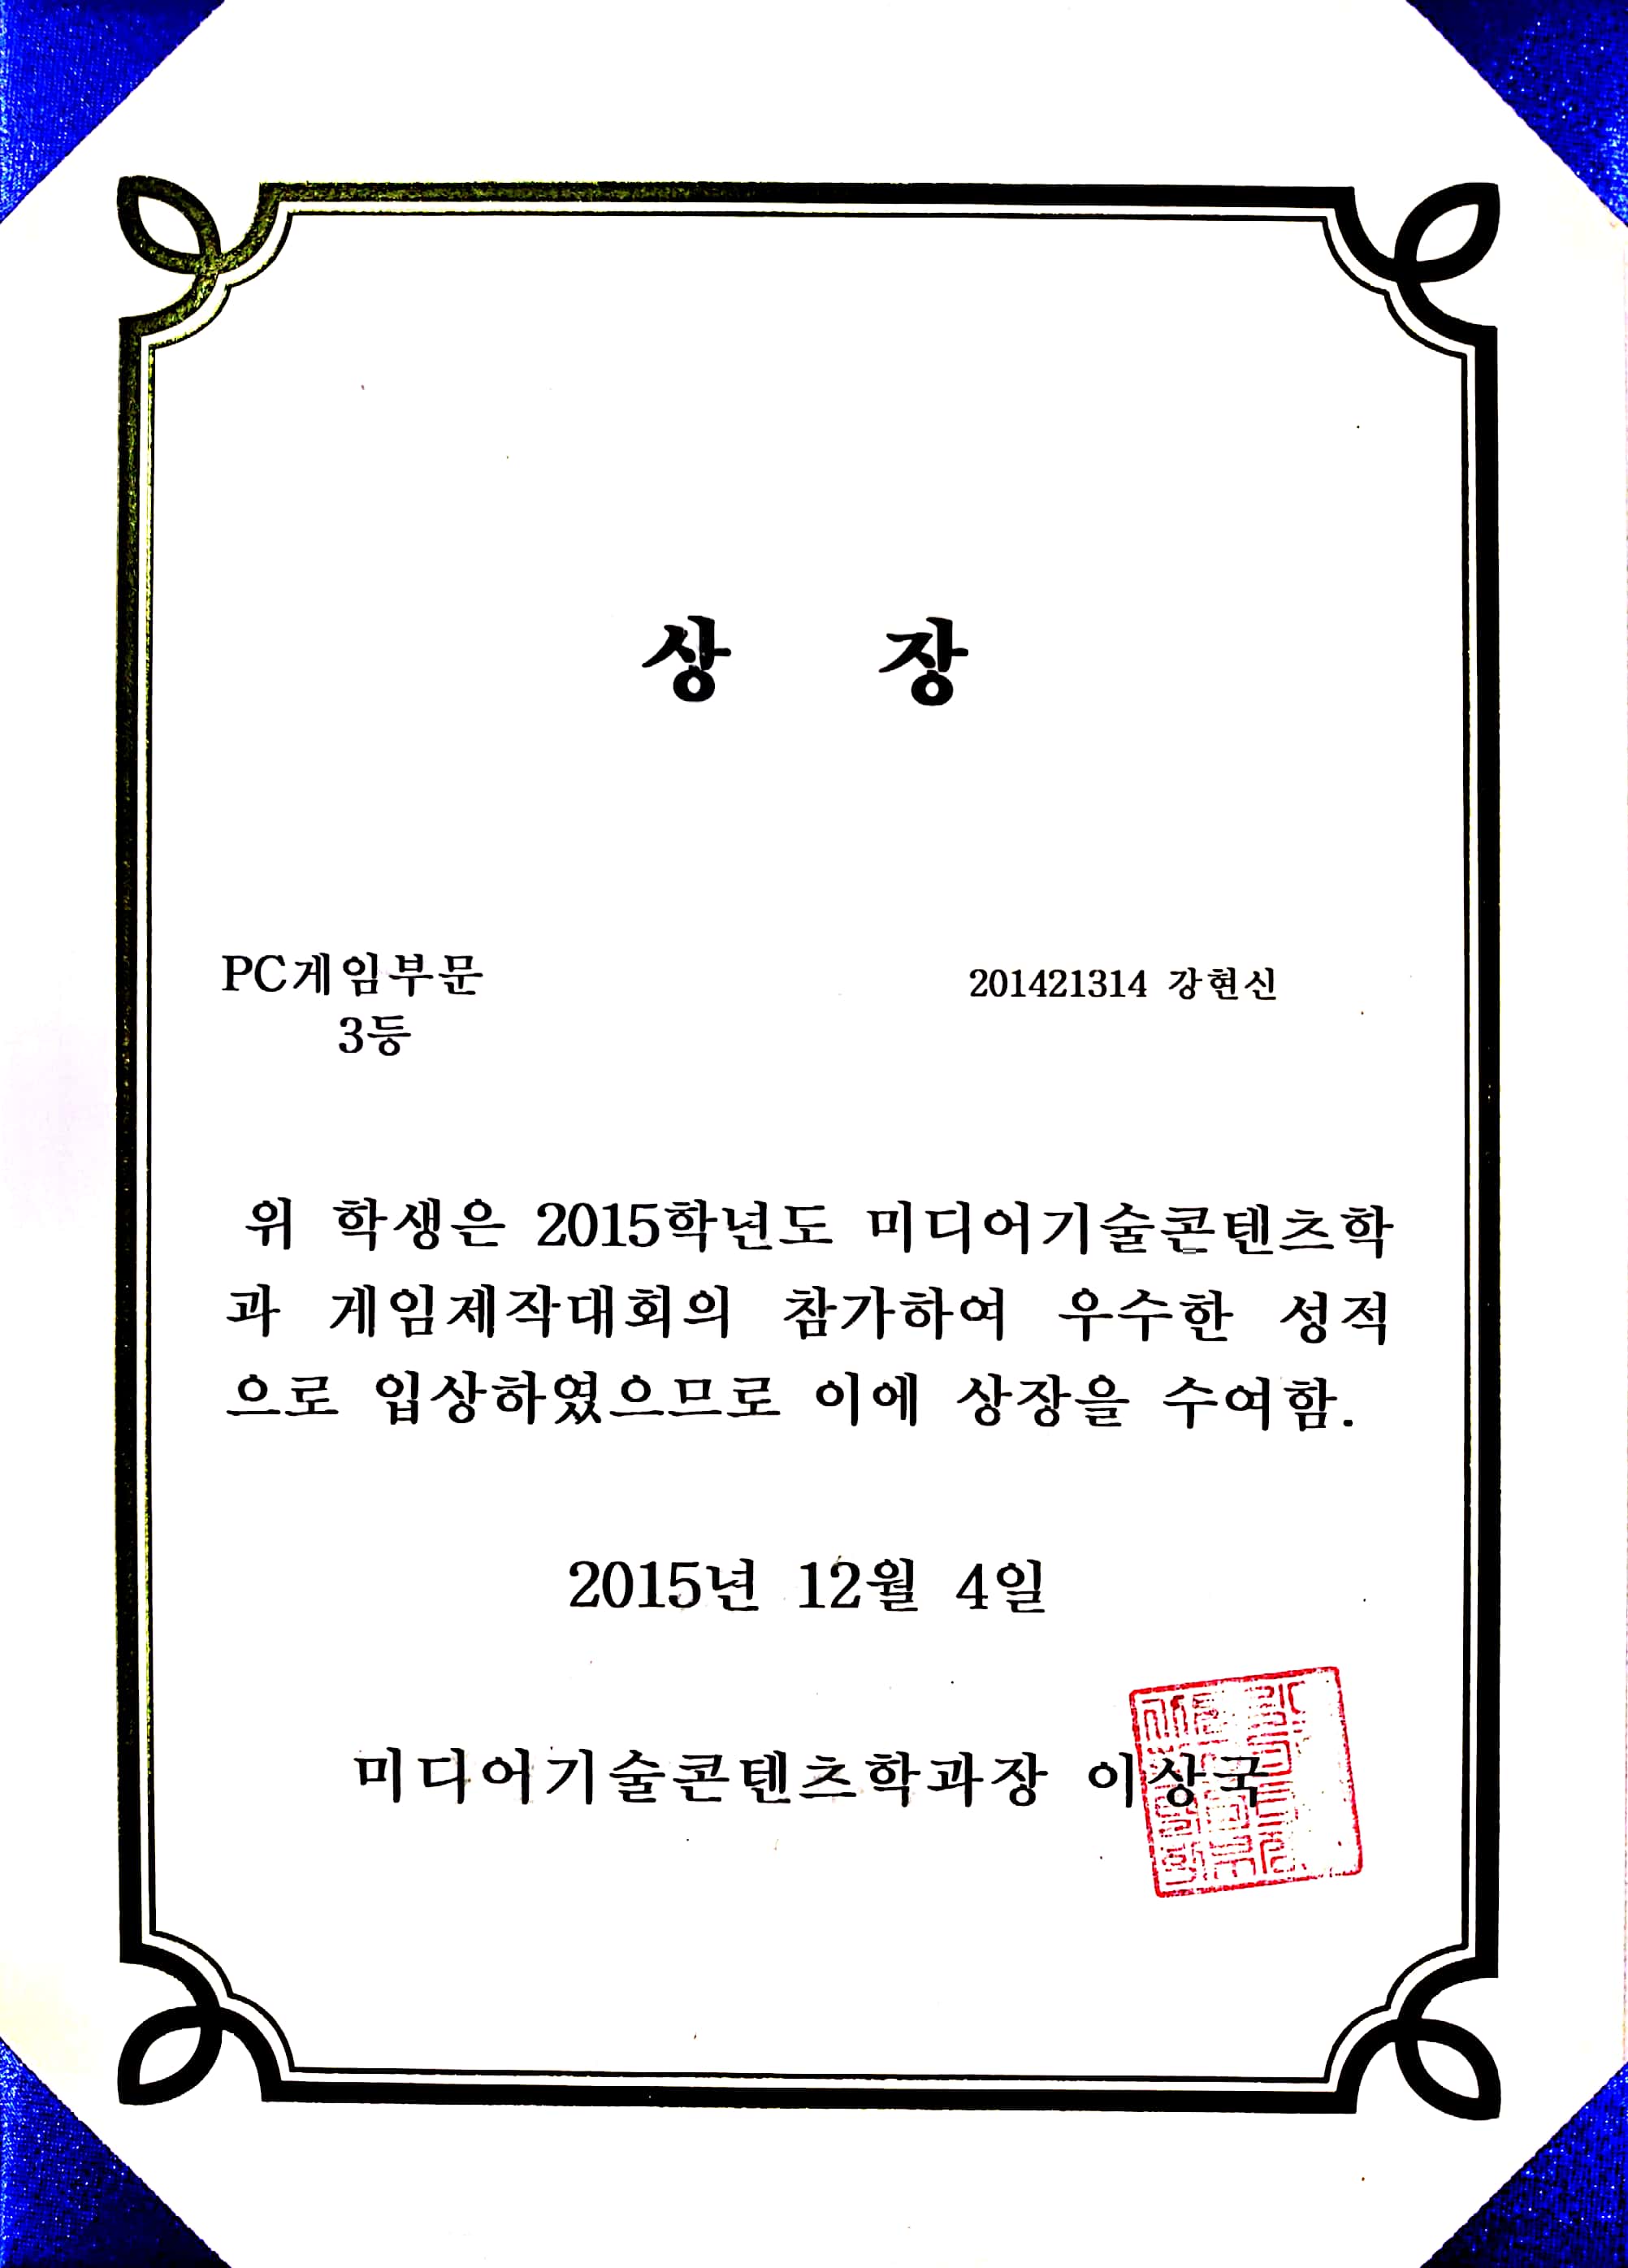 상 장
PC게임부문 201421314 강현신
3등
위 학생은 2015학년도 미디어기술콘텐츠학
과 게임제작대회의 참가하여 우수한 성적
으로 입상하였으므로 이에 상장을 수여함.
2015년 12월 4일
미디어기술콘텐츠학과장 이상국